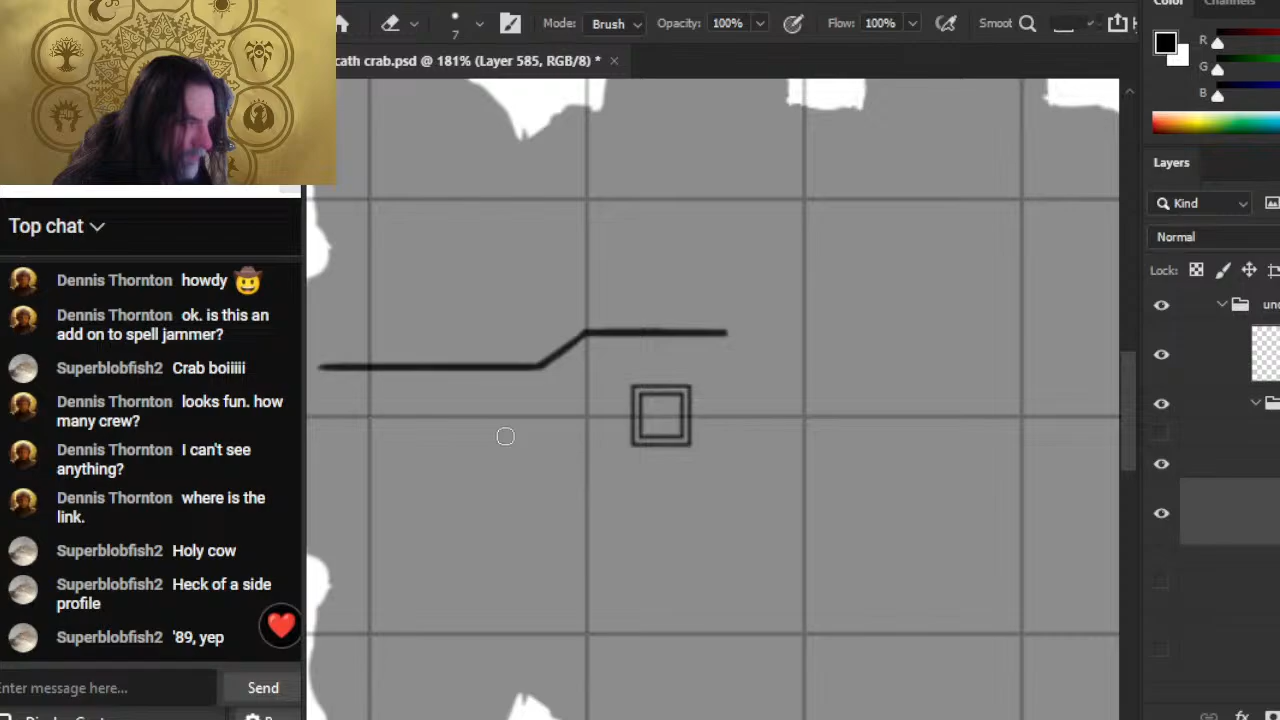 7
Mode: Brush
Opacity: 100%
Flow: 100%
Smoot
Color
Channels
cath crab.psd @ 181% (Layer 585, RGB/8) *
R
G
B
Layers
Kind
Normal
Lock:
Top chat
Dennis Thornton howdy 🤠
Dennis Thornton ok. is this an
add on to spell jammer?
Superblobfish2 Crab boiiiii
Dennis Thornton looks fun. how
many crew?
Dennis Thornton I can't see
anything?
Dennis Thornton where is the
link.
Superblobfish2 Holy cow
Superblobfish2 Heck of a side
profile
Superblobfish2 '89, yep
Enter message here...
Send
fx